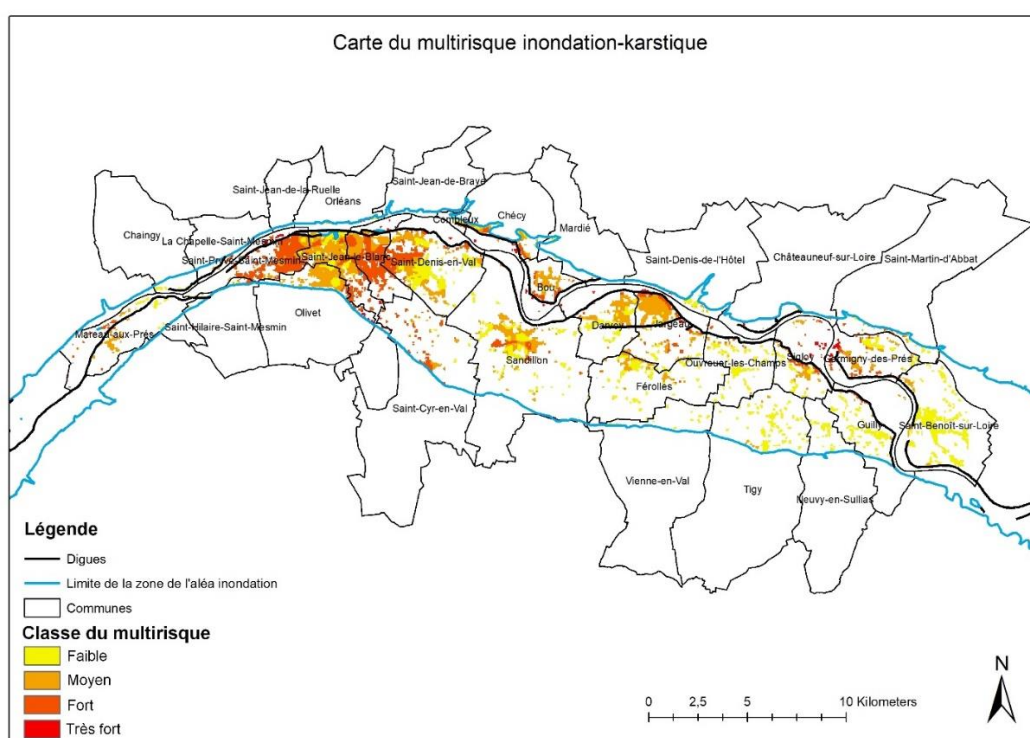 Carte du multirisque inondation-karstique
Saint-Jean-de-Braye
Saint-Jean-de-la-Ruelle
Orléans
Combleux
Chécy
Mardié
Chaingy
La Chapelle-Saint-Mesmin
Saint-Pryvé-Saint-Mesmin
Saint-Jean-le-Blanc
Saint-Denis-en-Val
Saint-Denis-de-l'Hôtel
Châteauneuf-sur-Loire
Saint-Martin-d'Abbat
Bou
Mareau-aux-Prés
Saint-Hilaire-Saint-Mesmin
Olivet
Darvoy
Jargeau
Sandillon
Ouvrouer-les-Champs
Sigloy
Germigny-des-Prés
Férolles
Saint-Cyr-en-Val
Guilly
Saint-Benoît-sur-Loire
Vienne-en-Val
Tigy
Neuvy-en-Sullias
Légende
Digues
Limite de la zone de l'aléa inondation
Communes
Classe du multirisque
Faible
Moyen
Fort
Très fort
N
0 2,5 5 10 Kilometers